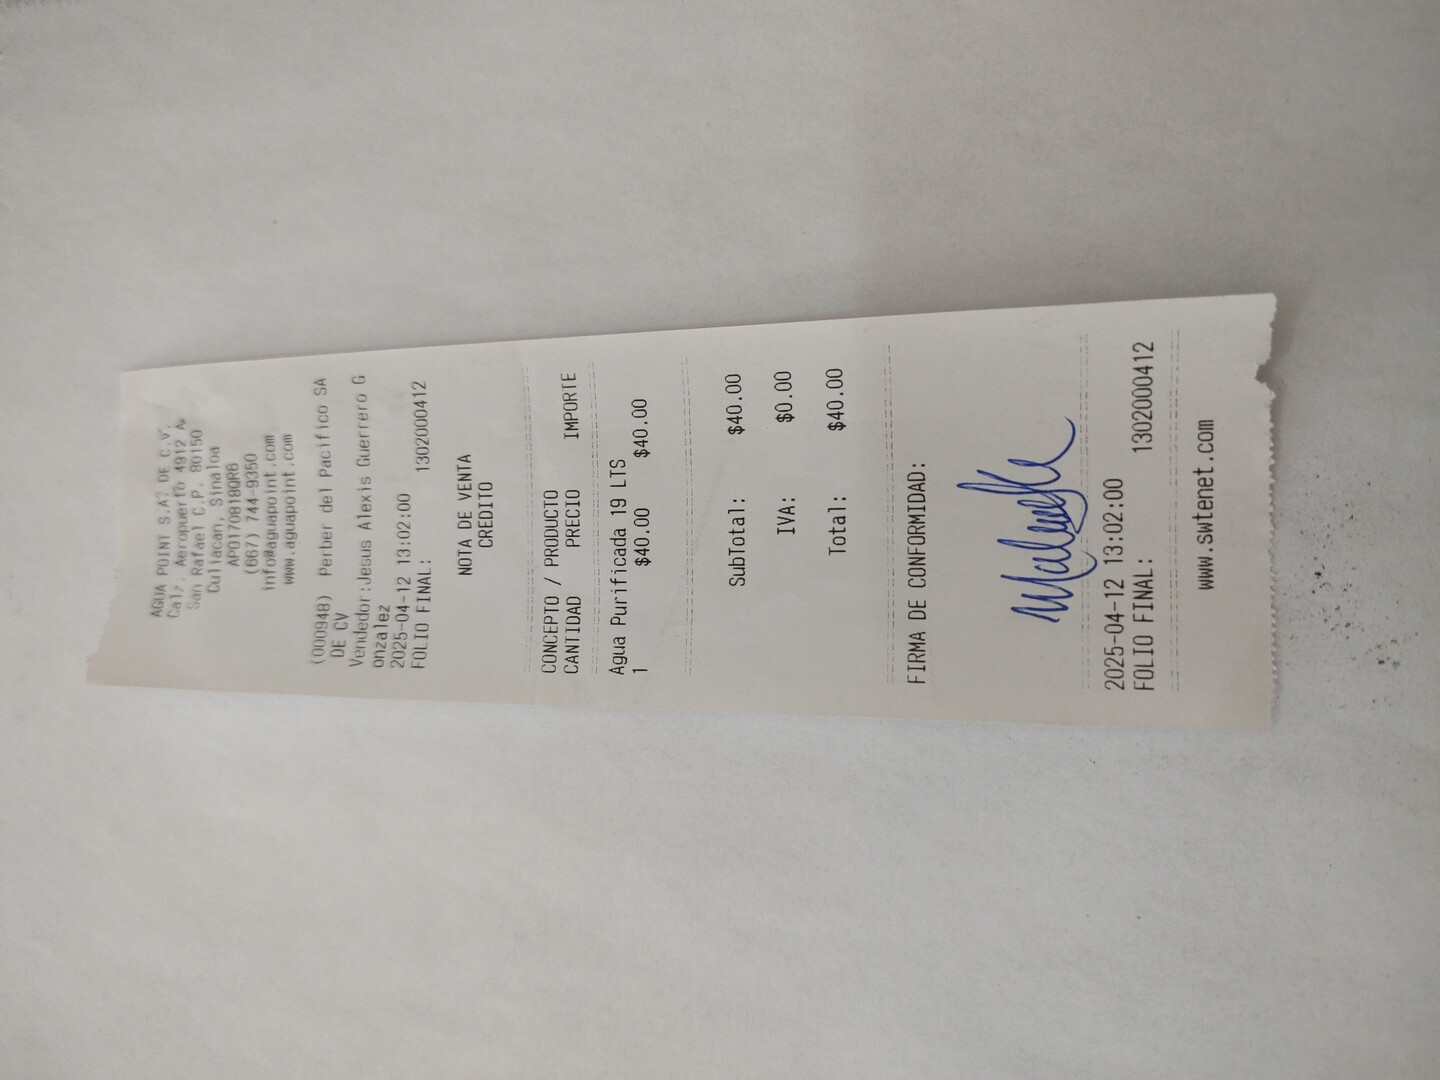 AGUA POINT S.A. DE C.V.
Calz. Aeropuerto 4912 A
San Rafael C.P. 80150
Culiacan, Sinaloa
APO1708180R6
(667) 744-9350
info@aguapoint.com
www.aguapoint.com
(000948) Perber del Pacifico SA
DE CV
Vendedor:Jesus Alexis Guerrero G
onzalez
2025-04-12 13:02:00
FOLIO FINAL: 1302000412
NOTA DE VENTA
CREDITO
CONCEPTO / PRODUCTO
CANTIDAD PRECIO IMPORTE
Agua Purificada 19 LTS
1 $40.00 $40.00
SubTotal: $40.00
IVA: $0.00
Total: $40.00
FIRMA DE CONFORMIDAD:
2025-04-12 13:02:00
FOLIO FINAL: 1302000412
www.swtenet.com